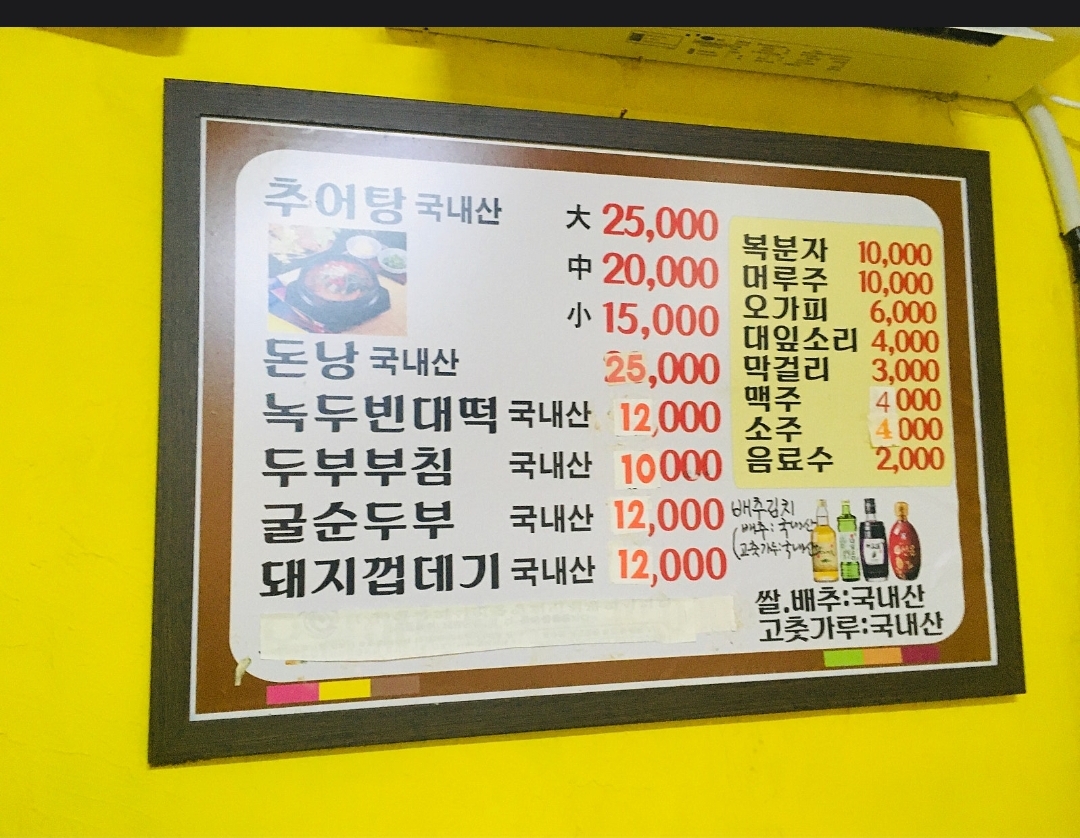 추어탕 국내산 大 25,000
中 20,000
小 15,000
돈낭 국내산 25,000
녹두빈대떡 국내산 12,000
두부부침 국내산 10 000
굴순두부 국내산 12,000
돼지껍데기 국내산 12,000
복분자 10,000
머루주 10,000
오가피 6,000
대잎소리 4,000
막걸리 3,000
맥주 4 000
소주 4 000
음료수 2,000
배추김치
(배추:국내산
(고춧가루:국내산
쌀.배추:국내산
고춧가루:국내산